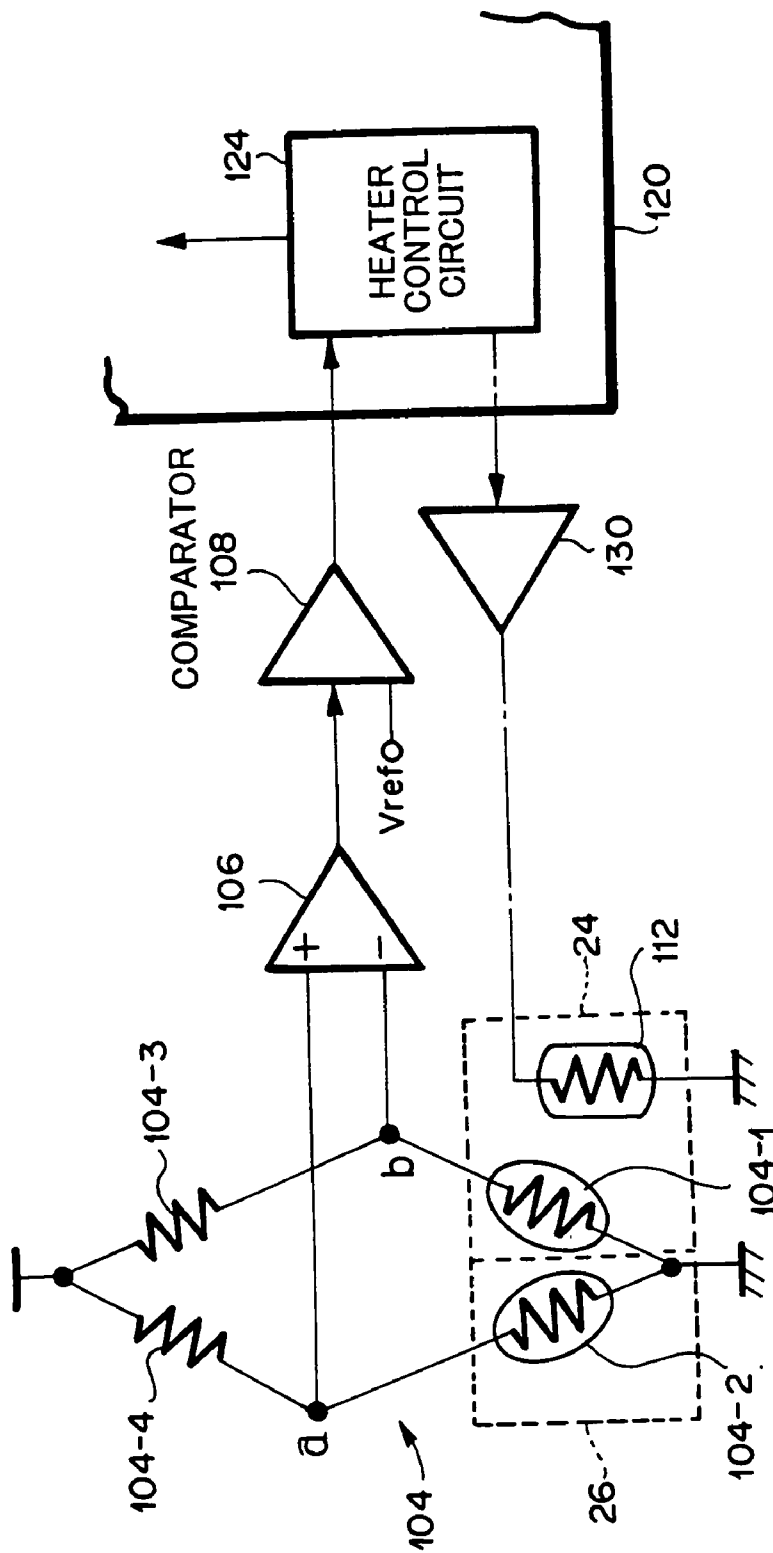 104-4
104-3
a
b
104
26
104-2
104-1
24
112
106
+
−
Vref
COMPARATOR
108
130
124
HEATER
CONTROL
CIRCUIT
120